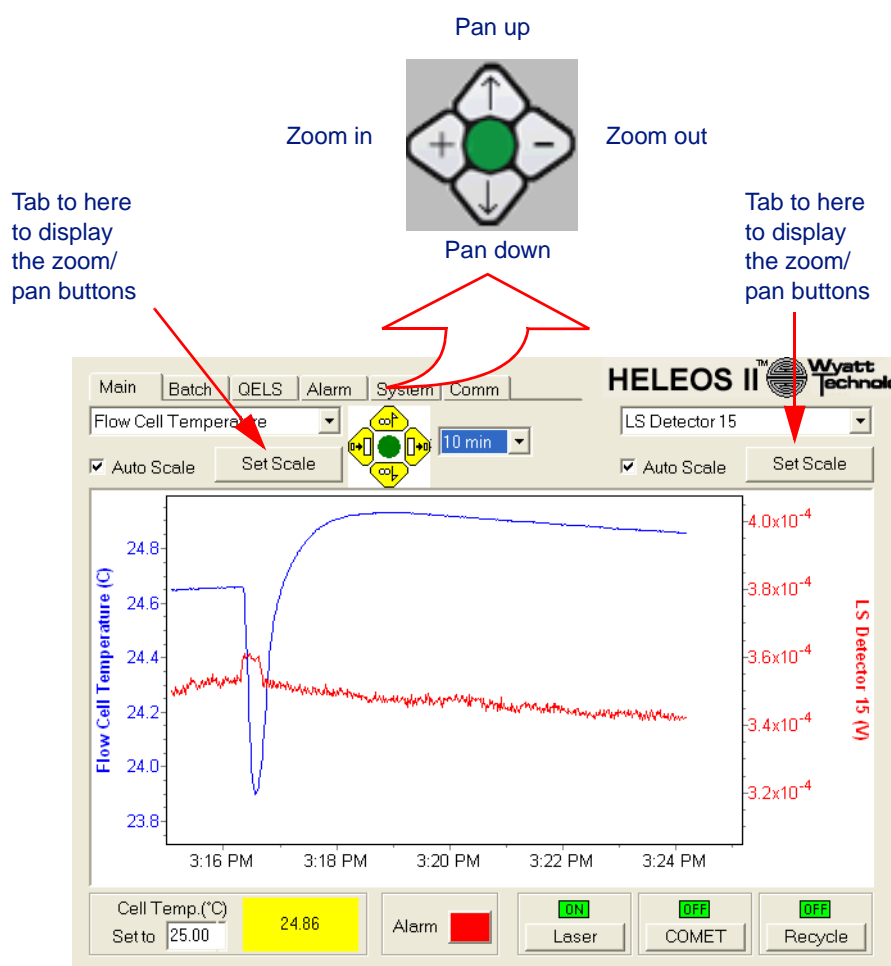 Pan up
Zoom in
Zoom out
Pan down
Tab to here
to display
the zoom/
pan buttons
Tab to here
to display
the zoom/
pan buttons
HELEOS II™ Wyatt
Technolo
Main Batch QELS Alarm System Comm
Flow Cell Temperature
10 min
LS Detector 15
Auto Scale Set Scale
Auto Scale Set Scale
Flow Cell Temperature (C)
24.8
24.6
24.4
24.2
24.0
23.8
4.0x10-4
3.8x10-4
3.6x10-4
3.4x10-4
3.2x10-4
LS Detector 15 (V)
3:16 PM 3:18 PM 3:20 PM 3:22 PM 3:24 PM
Cell Temp.(°C)
Set to 25.00
24.86
Alarm
ON
Laser
OFF
COMET
OFF
Recycle